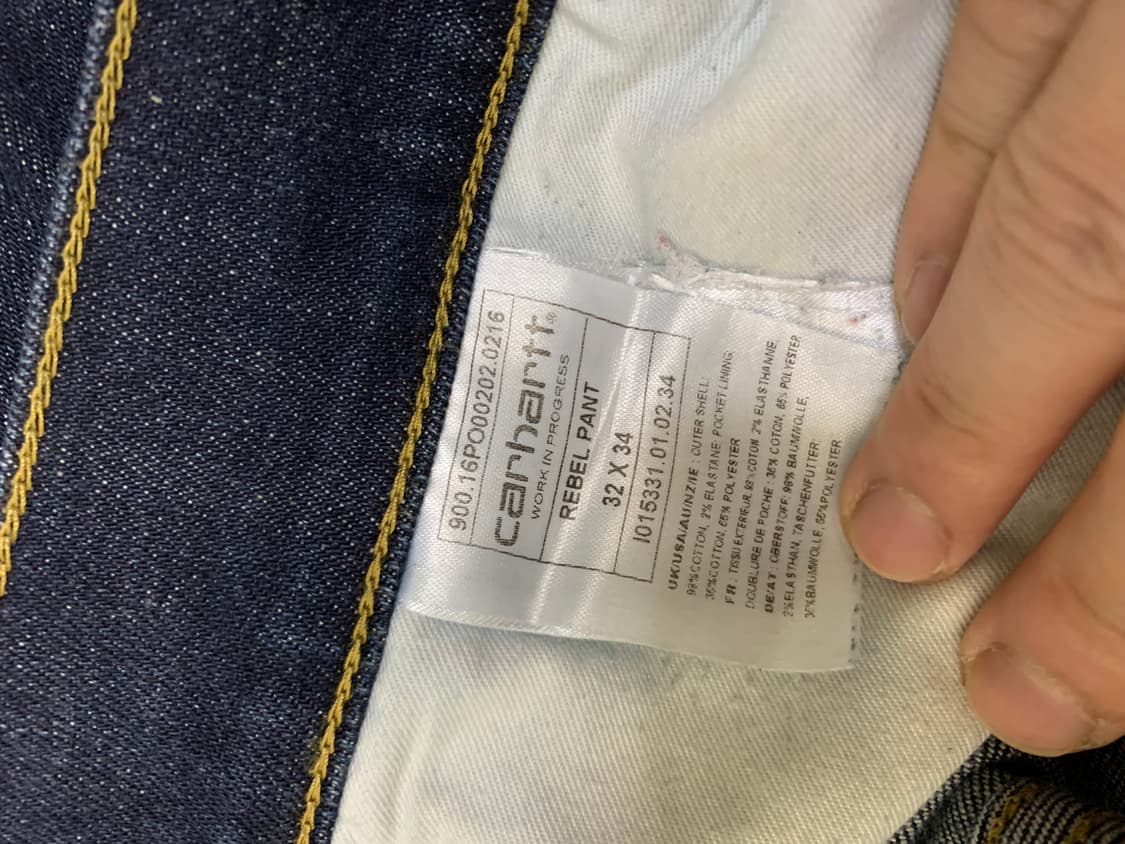 900.16PO00202.0216
carhartt®
WORK IN PROGRESS
REBEL PANT
32 X 34
I015331.01.02.34
UK/USA/AU/NZ/IE : OUTER SHELL:
98%COTTON, 2% ELASTANE POCKET LINING:
35%COTTON, 65% POLYESTER
FR : TISSU EXTERIEUR, 98%COTON 2% ELASTHANNE,
DOUBLURE DE POCHE : 35% COTON, 65% POLYESTER
DE/AT : OBERSTOFF: 98% BAUMWOLLE,
2%ELASTHAN, TASCHENFUTTER
35%BAUMWOLLE, 65%POLYESTER